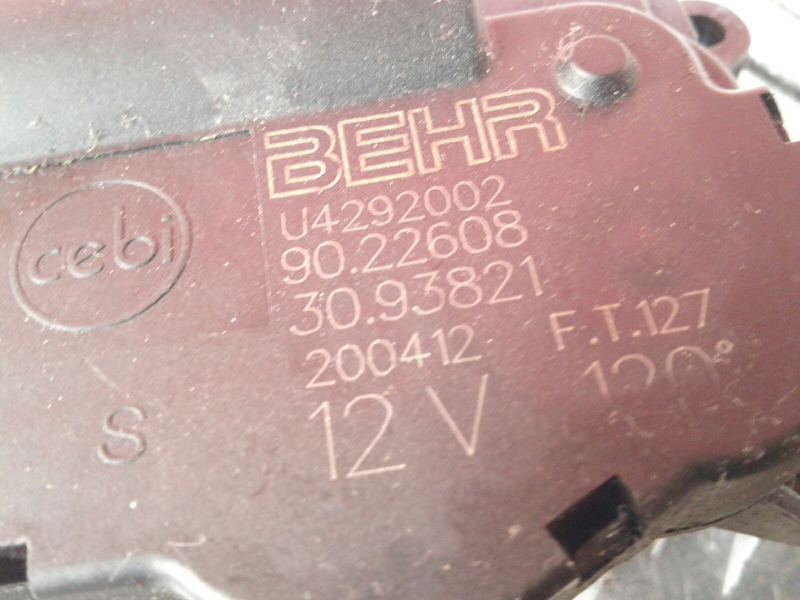 BEHR
cebi
U4292002
90.22608
30.93821
200412 F.T.127
12 V 120°
S